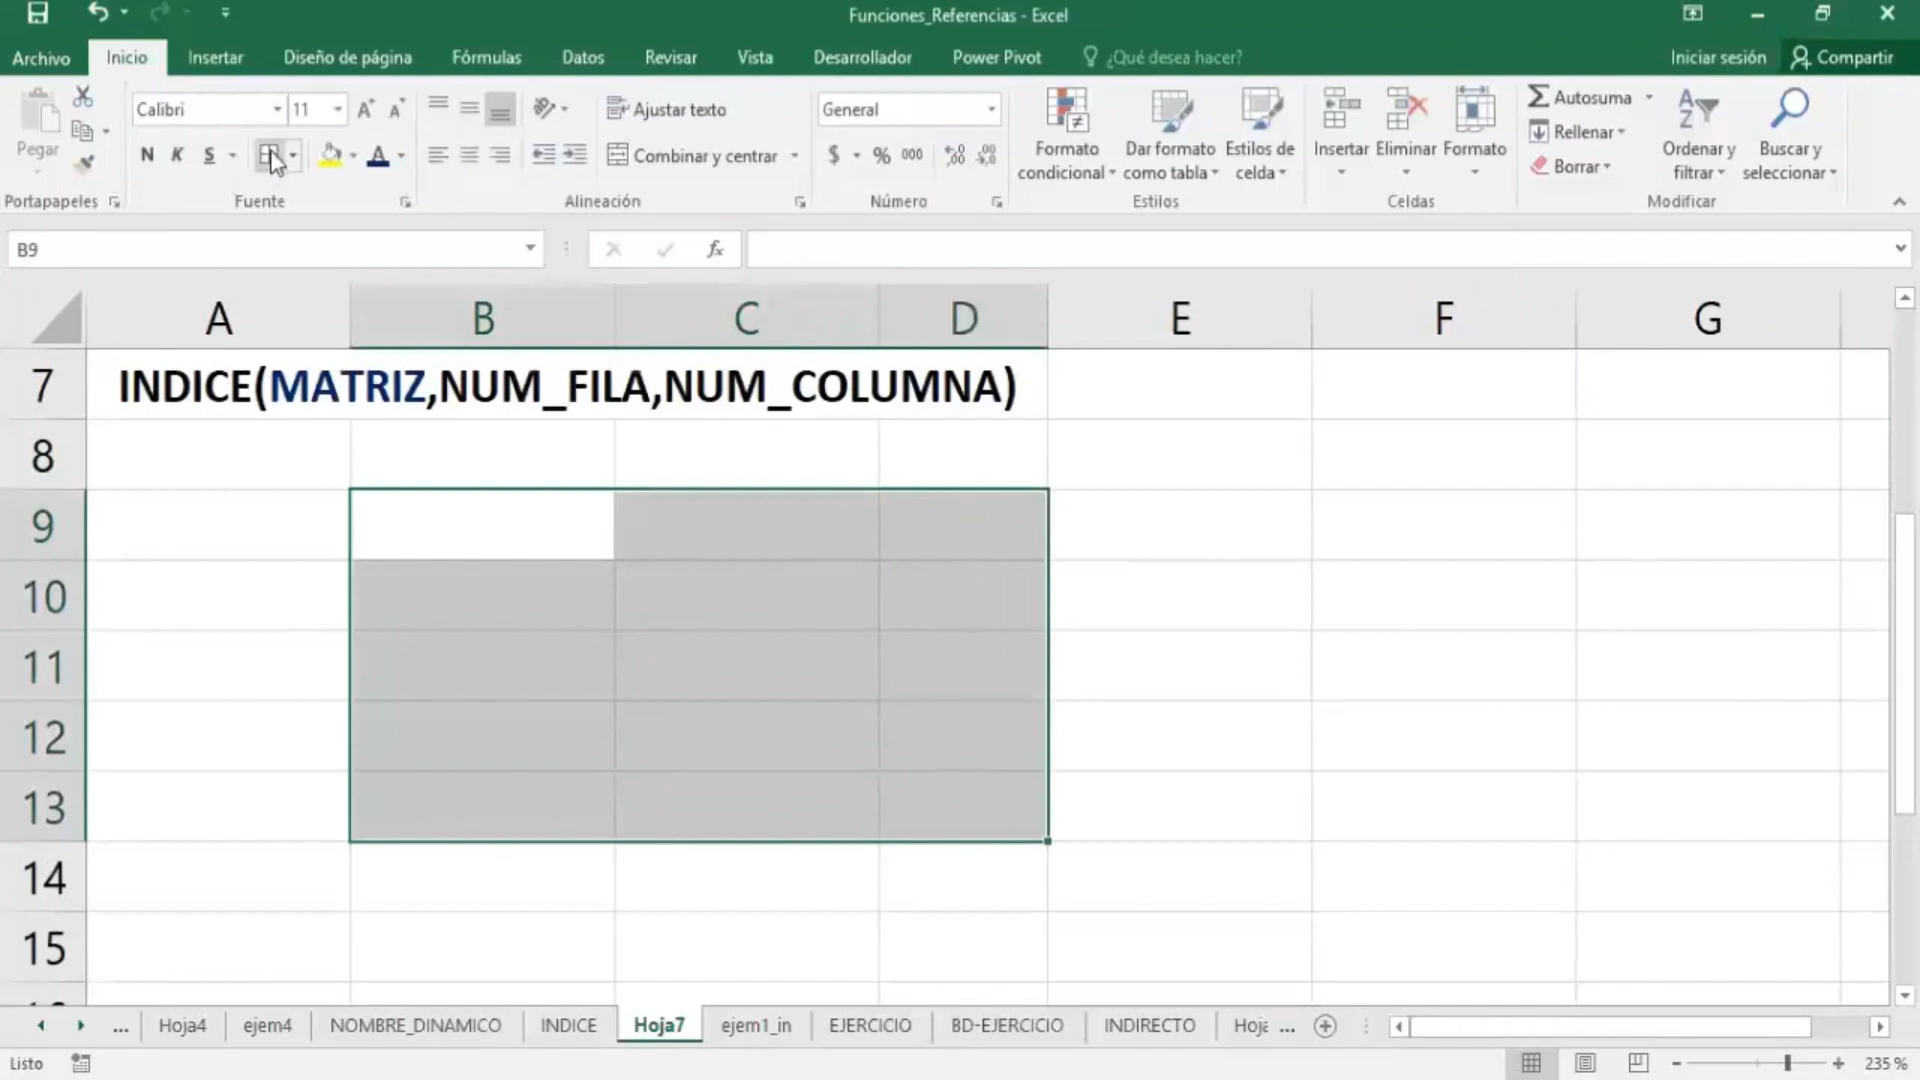 Funciones_Referencias - Excel
Archivo Inicio Insertar Diseño de página Fórmulas Datos Revisar Vista Desarrollador Power Pivot ¿Qué desea hacer? Iniciar sesión Compartir
Pegar
Calibri 11
N K S
Ajustar texto
Combinar y centrar
General
$ % 000
Formato condicional
Dar formato como tabla
Estilos de celda
Insertar
Eliminar
Formato
Autosuma
Rellenar
Borrar
Ordenar y filtrar
Buscar y seleccionar
Portapapeles Fuente Alineación Número Estilos Celdas Modificar
B9 fx
A B C D E F G
7 INDICE(MATRIZ,NUM_FILA,NUM_COLUMNA)
8
9
10
11
12
13
14
15
... Hoja4 ejem4 NOMBRE_DINAMICO INDICE Hoja7 ejem1_in EJERCICIO BD-EJERCICIO INDIRECTO Hoja ...
Listo 235 %